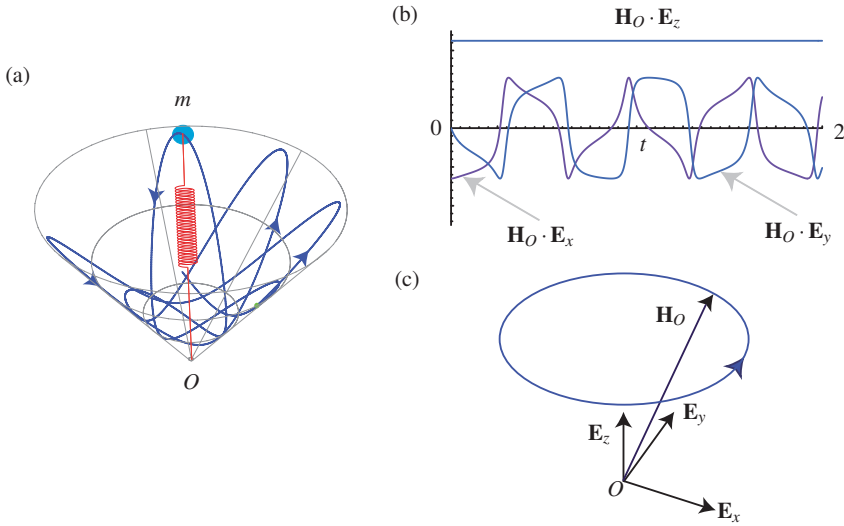 (a)
m
O
(b)
H_O · E_z
0
t
2
H_O · E_x
H_O · E_y
(c)
H_O
E_z
E_y
O
E_x